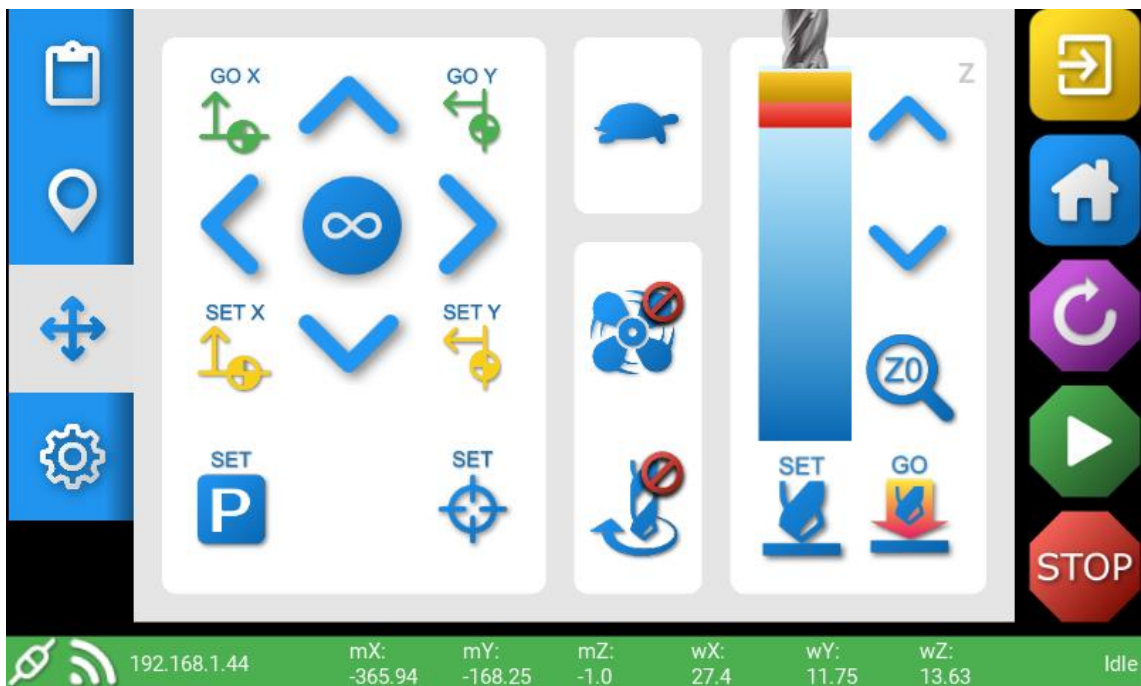 GO X
GO Y
Z
∞
SET X
SET Y
Z0
SET
SET
SET
GO
P
STOP
192.168.1.44
mX: mY: mZ: wX: wY: wZ:
-365.94 -168.25 -1.0 27.4 11.75 13.63
Idle